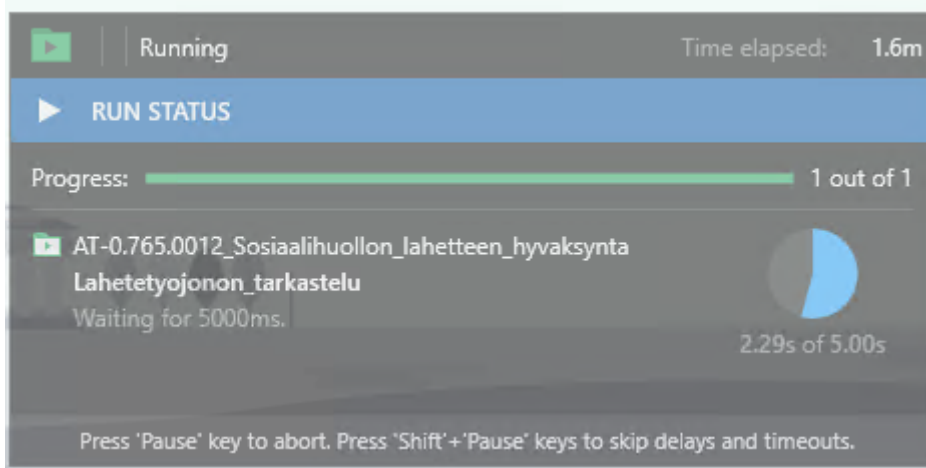 Running Time elapsed: 1.6m
RUN STATUS
Progress: 1 out of 1
AT-0.765.0012_Sosiaalihuollon_lahetteen_hyvaksynta
Lahetetyojonon_tarkastelu
Waiting for 5000ms.
2.29s of 5.00s
Press 'Pause' key to abort. Press 'Shift'+'Pause' keys to skip delays and timeouts.